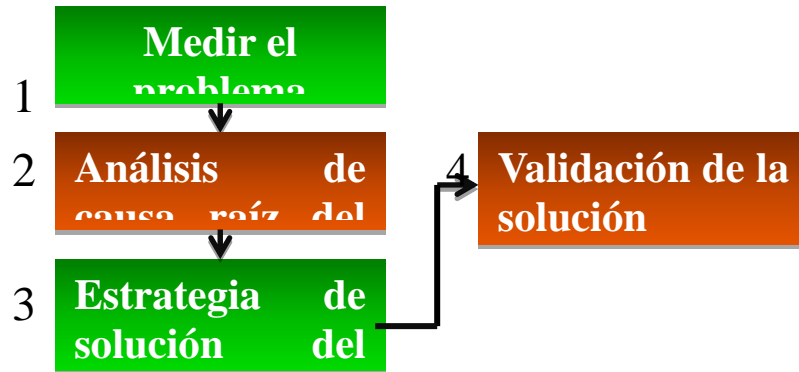 Medir el
problema
1
2
Análisis de
causa raíz del
3
Estrategia de
solución del
4
Validación de la
solución